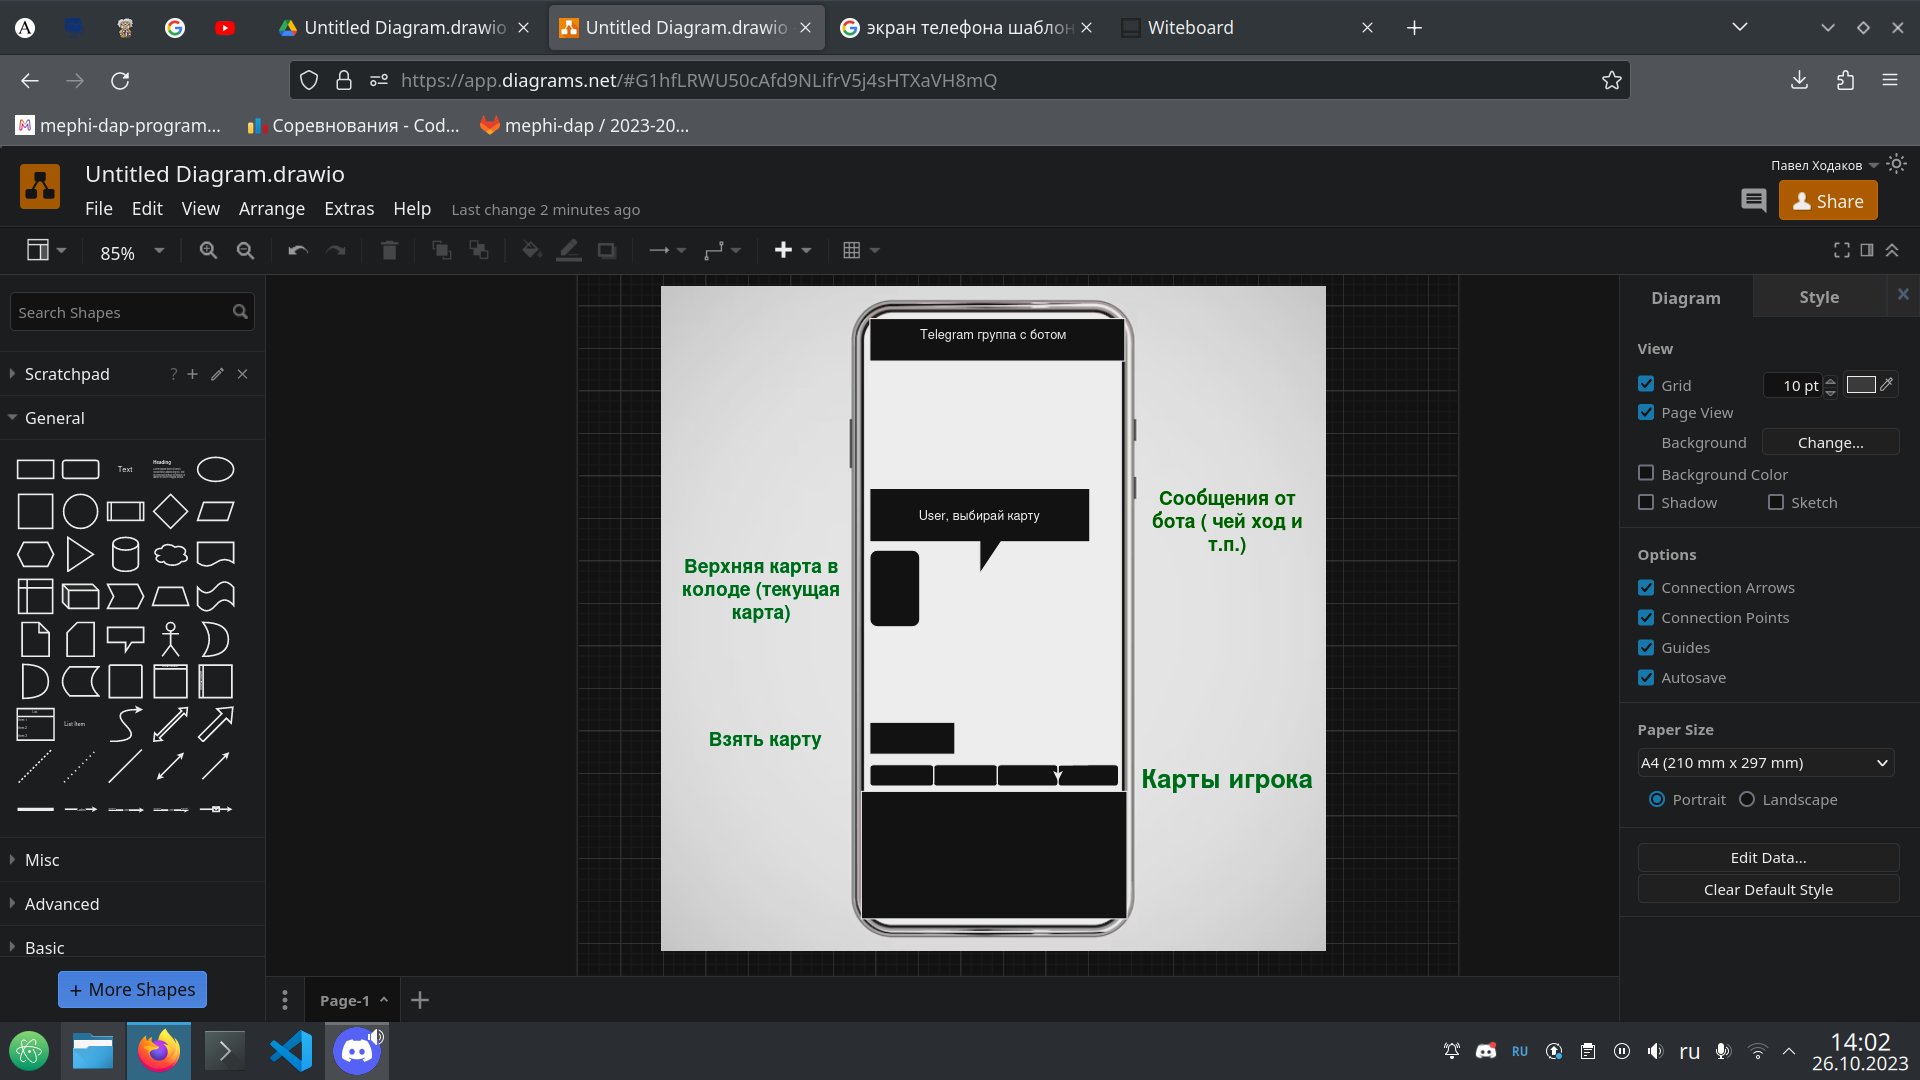 Untitled Diagram.drawio
Untitled Diagram.drawio
экран телефона шаблон
Witeboard
https://app.diagrams.net/#G1hfLRWU50cAfd9NLifrV5j4sHTXaVH8mQ
mephi-dap-program...
Соревнования - Cod...
mephi-dap / 2023-20...
Untitled Diagram.drawio
Павел Ходаков
File Edit View Arrange Extras Help Last change 2 minutes ago
Share
85%
Search Shapes
Scratchpad
?
General
Text
Heading
List Item
Misc
Advanced
Basic
+ More Shapes
Telegram группа с ботом
User, выбирай карту
Сообщения от
бота ( чей ход и
т.п.)
Верхняя карта в
колоде (текущая
карта)
Взять карту
Карты игрока
Diagram
Style
View
Grid
10 pt
Page View
Background
Change...
Background Color
Shadow
Sketch
Options
Connection Arrows
Connection Points
Guides
Autosave
Paper Size
A4 (210 mm x 297 mm)
Portrait
Landscape
Edit Data...
Clear Default Style
Page-1
RU
ru
14:02
26.10.2023